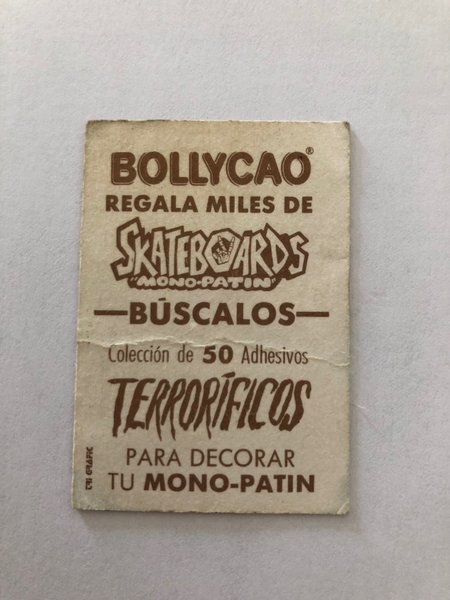 BOLLYCAO®
REGALA MILES DE
SKATEBOARDS
"MONO-PATIN"
—BÚSCALOS—
Colección de 50 Adhesivos
TERRORÍFICOS
PARA DECORAR
TU MONO-PATIN